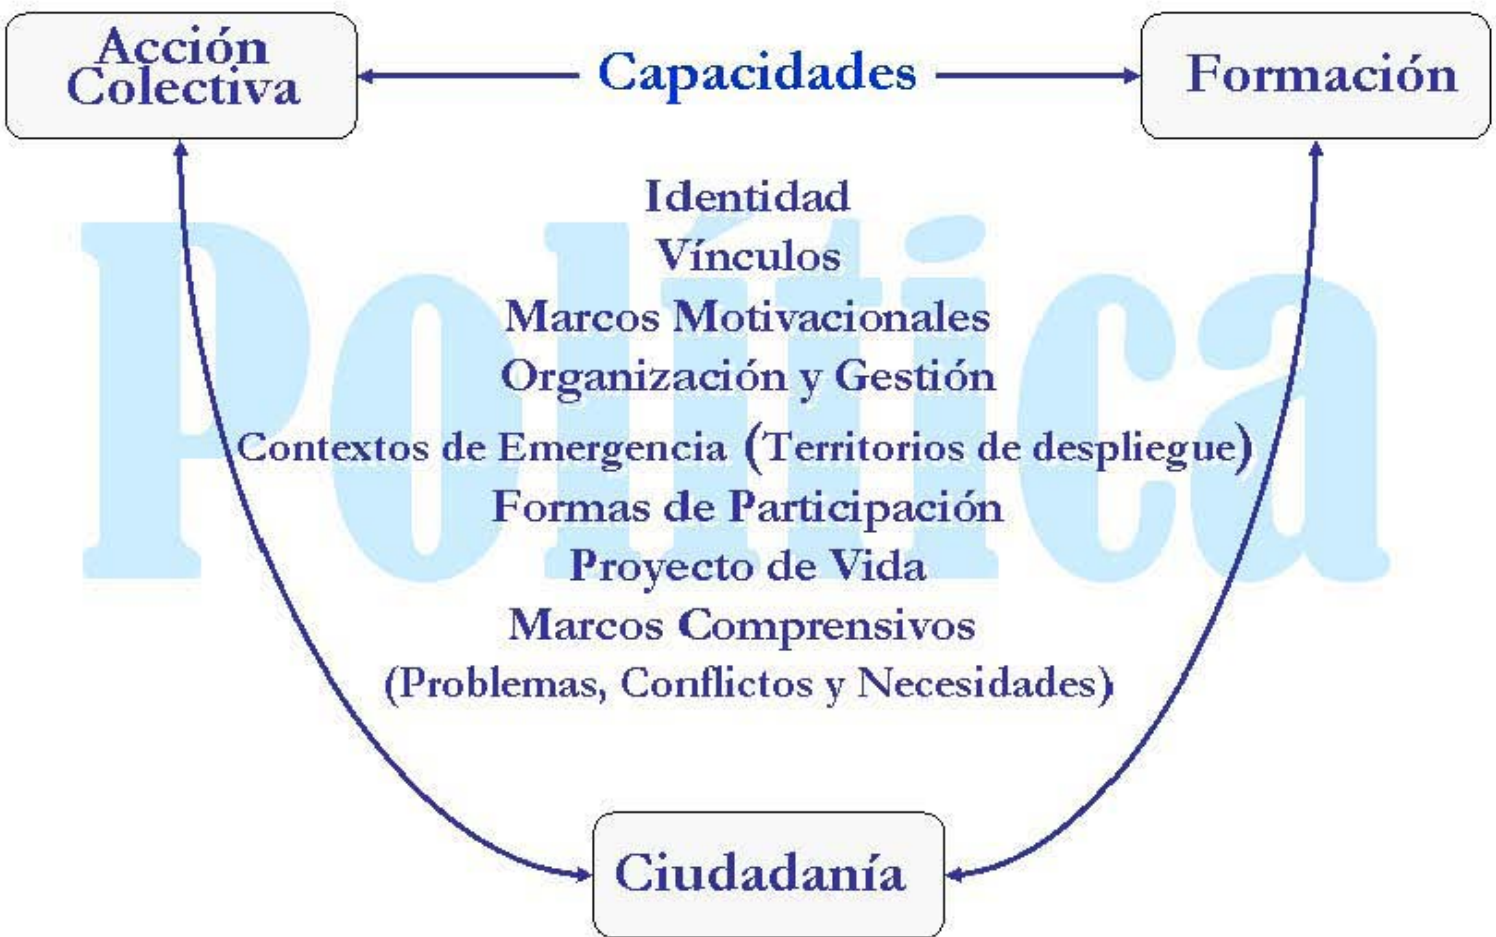 Acción
Colectiva
Capacidades
Formación
Política
Identidad
Vínculos
Marcos Motivacionales
Organización y Gestión
Contextos de Emergencia (Territorios de despliegue)
Formas de Participación
Proyecto de Vida
Marcos Comprensivos
(Problemas, Conflictos y Necesidades)
Ciudadanía